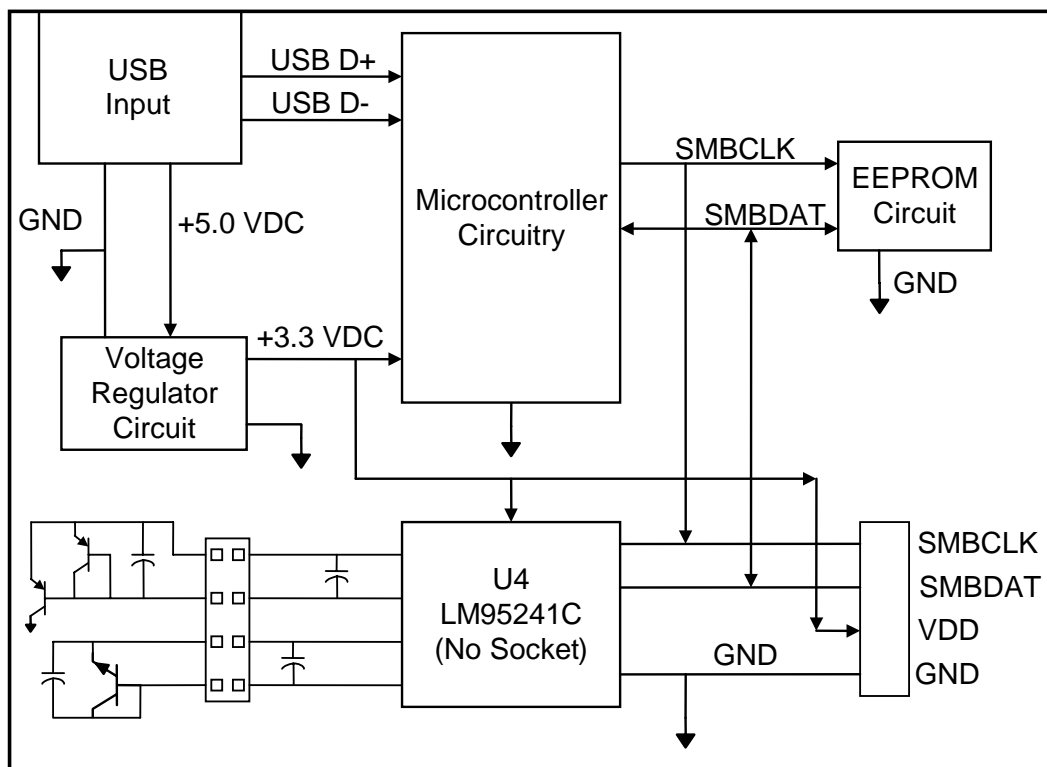 USB
Input
USB D+
USB D-
GND
+5.0 VDC
Microcontroller
Circuitry
SMBCLK
SMBDAT
EEPROM
Circuit
GND
Voltage
Regulator
Circuit
+3.3 VDC
U4
LM95241C
(No Socket)
GND
SMBCLK
SMBDAT
VDD
GND